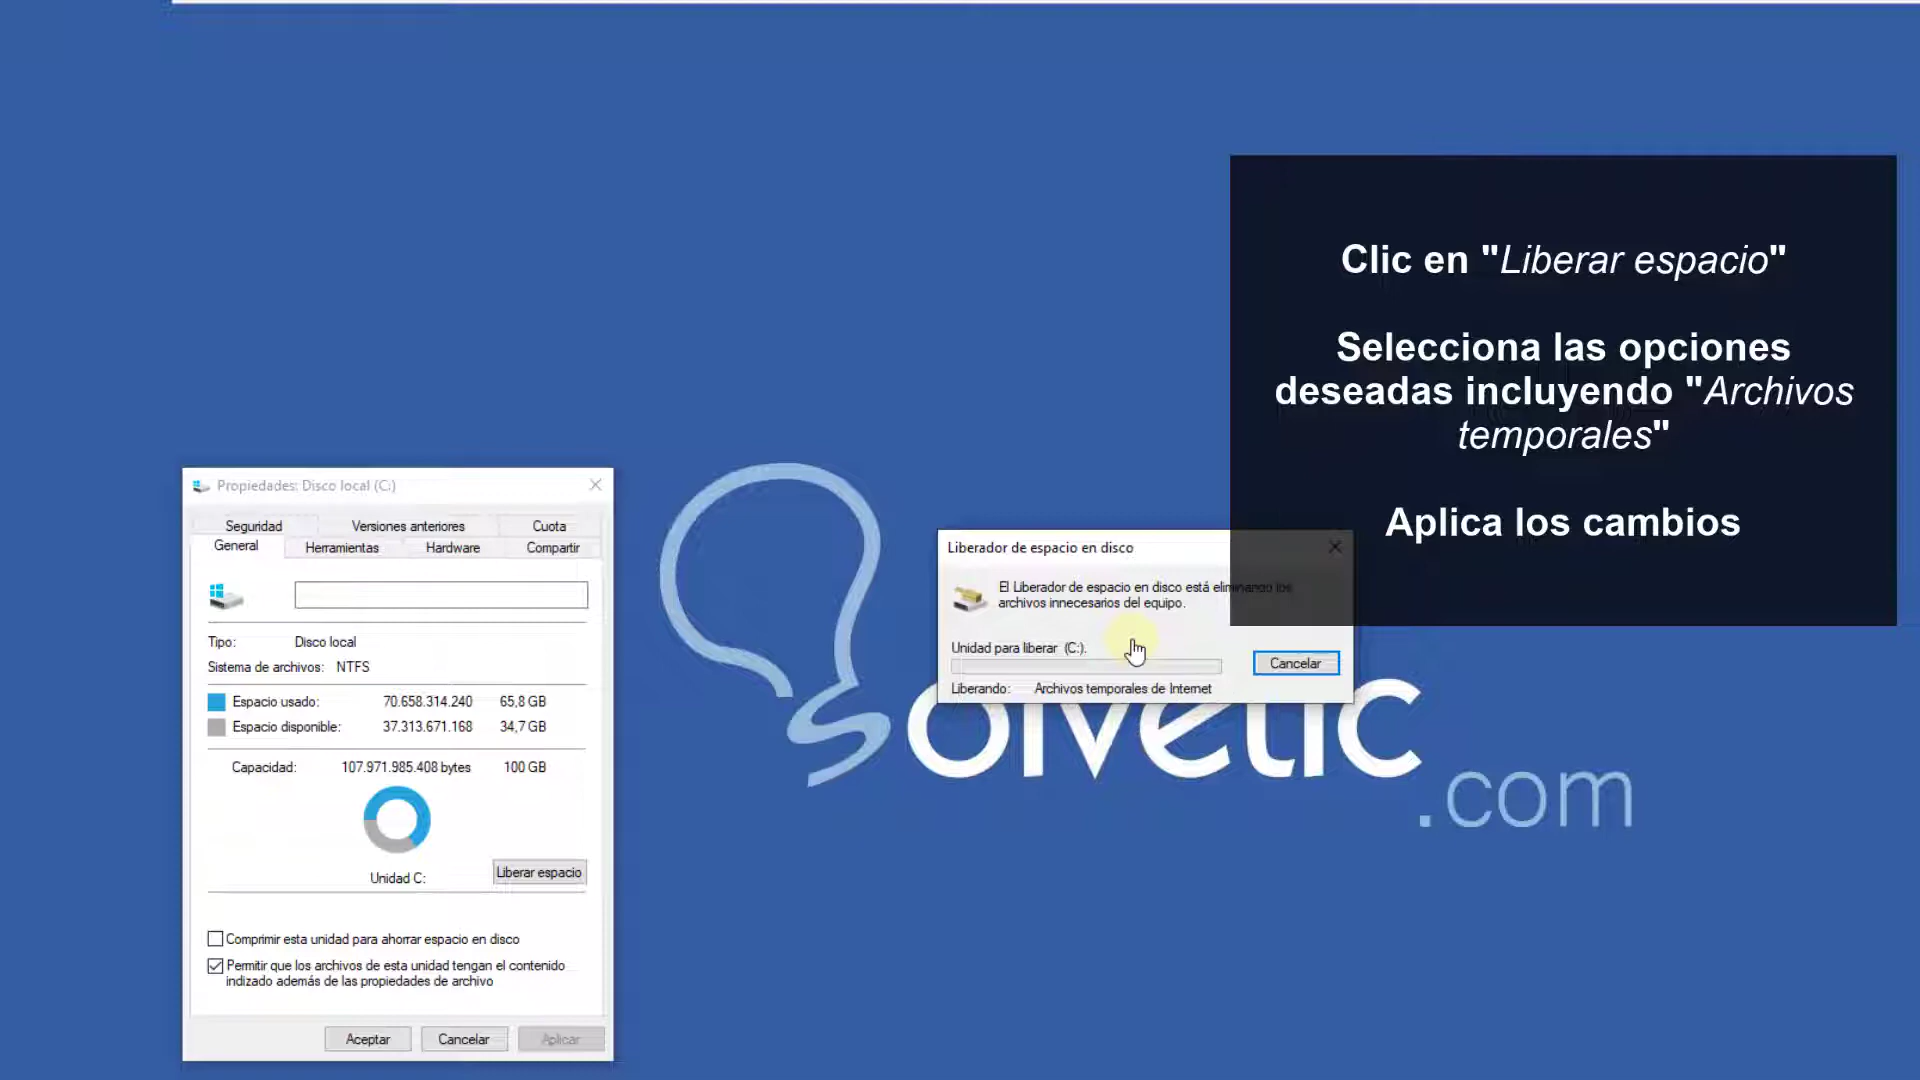 Clic en "Liberar espacio"
Selecciona las opciones
deseadas incluyendo "Archivos
temporales"
Aplica los cambios
Propiedades: Disco local (C:)
Seguridad Versiones anteriores Cuota
General Herramientas Hardware Compartir
Tipo: Disco local
Sistema de archivos: NTFS
Espacio usado: 70.658.314.240 65,8 GB
Espacio disponible: 37.313.671.168 34,7 GB
Capacidad: 107.971.985.408 bytes 100 GB
Unidad C:
Liberar espacio
Comprimir esta unidad para ahorrar espacio en disco
Permitir que los archivos de esta unidad tengan el contenido
indizado además de las propiedades de archivo
Aceptar Cancelar Aplicar
Liberador de espacio en disco
El Liberador de espacio en disco está eliminando los
archivos innecesarios del equipo.
Unidad para liberar (C:).
Cancelar
Liberando: Archivos temporales de Internet
solvetic
.com